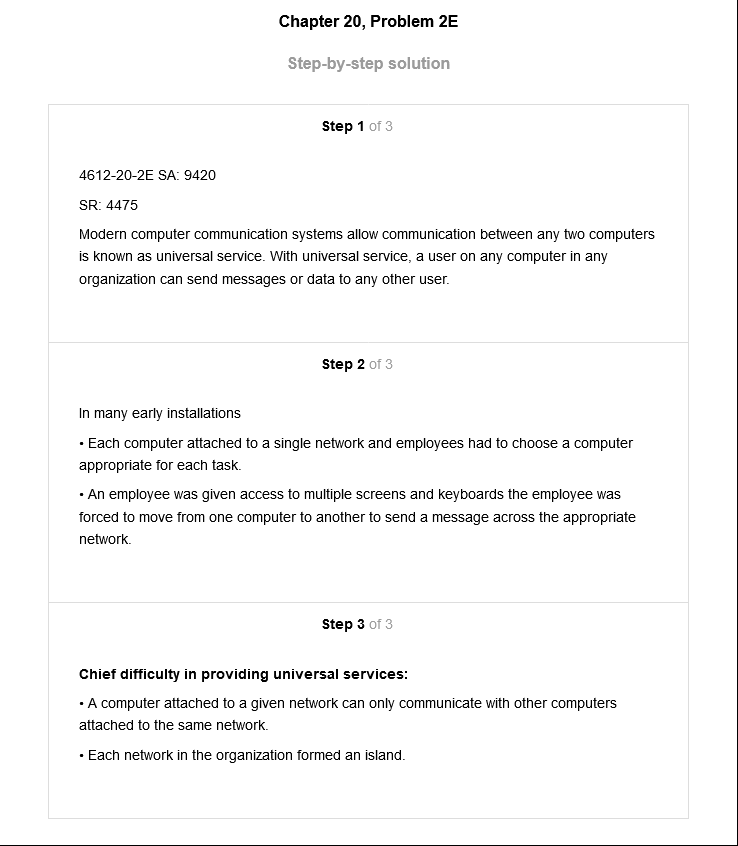 Chapter 20, Problem 2E
Step-by-step solution
Step 1 of 3
4612-20-2E SA: 9420
SR: 4475
Modern computer communication systems allow communication between any two computers
is known as universal service. With universal service, a user on any computer in any
organization can send messages or data to any other user.
Step 2 of 3
In many early installations
• Each computer attached to a single network and employees had to choose a computer
appropriate for each task.
• An employee was given access to multiple screens and keyboards the employee was
forced to move from one computer to another to send a message across the appropriate
network.
Step 3 of 3
Chief difficulty in providing universal services:
• A computer attached to a given network can only communicate with other computers
attached to the same network.
• Each network in the organization formed an island.